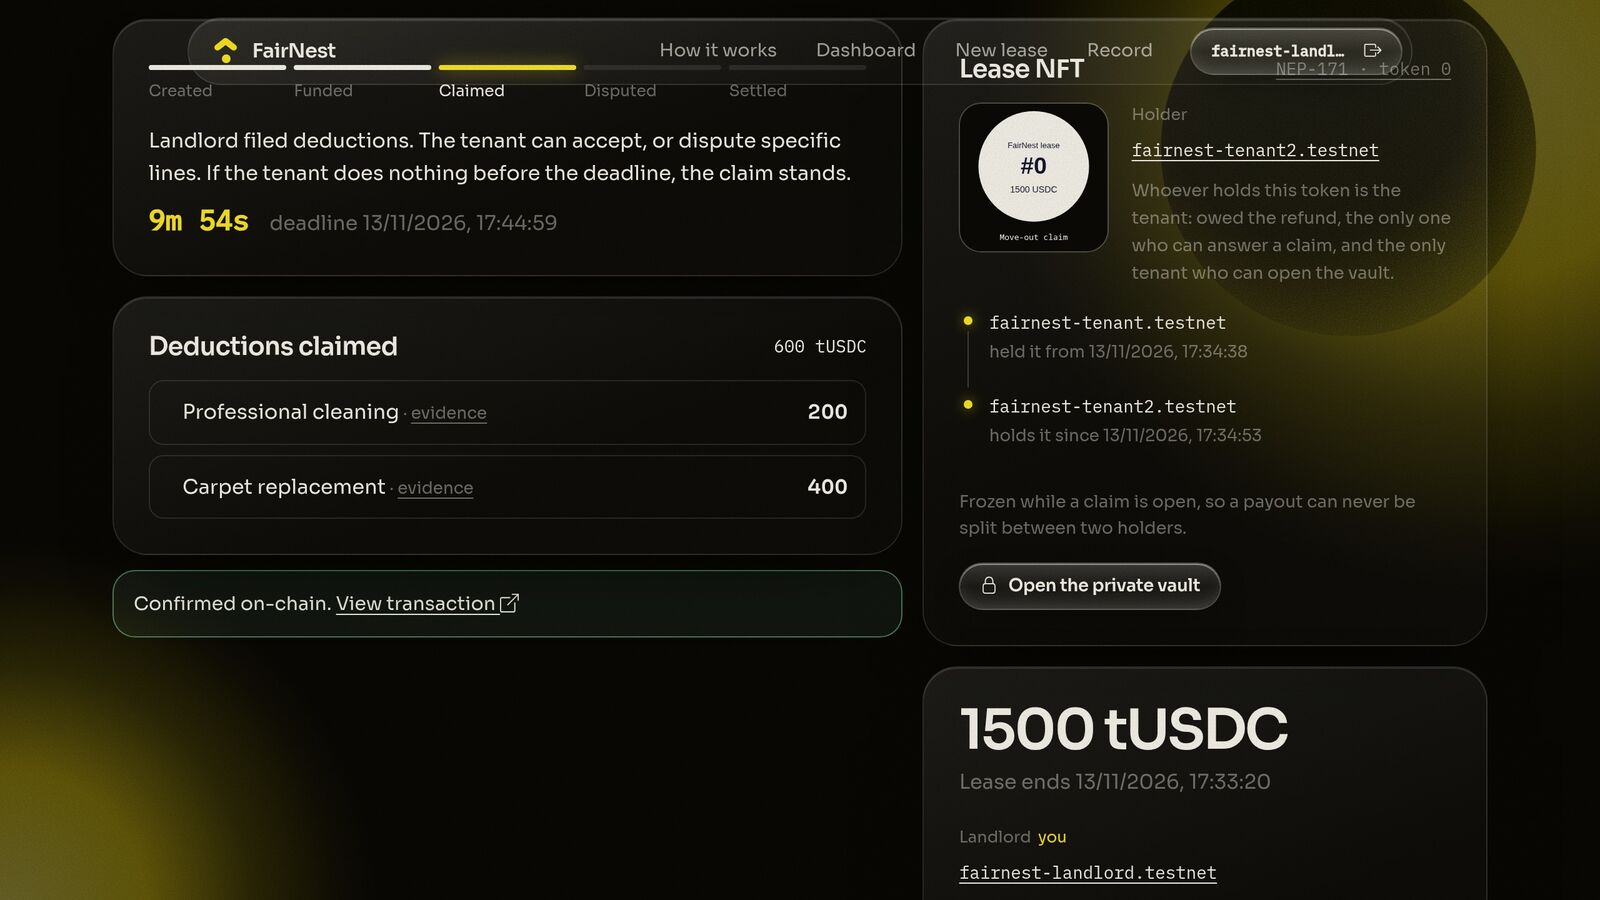 FairNest
How it works
Dashboard
New lease
Record
fairnest-landl…
Created
Funded
Claimed
Disputed
Settled
Landlord filed deductions. The tenant can accept, or dispute specific
lines. If the tenant does nothing before the deadline, the claim stands.
9m 54s deadline 13/11/2026, 17:44:59
Deductions claimed
600 tUSDC
Professional cleaning · evidence
200
Carpet replacement · evidence
400
Confirmed on-chain. View transaction
Lease NFT
NEP-171 · token 0
FairNest lease
#0
1500 USDC
Move-out claim
Holder
fairnest-tenant2.testnet
Whoever holds this token is the
tenant: owed the refund, the only one
who can answer a claim, and the only
tenant who can open the vault.
fairnest-tenant.testnet
held it from 13/11/2026, 17:34:38
fairnest-tenant2.testnet
holds it since 13/11/2026, 17:34:53
Frozen while a claim is open, so a payout can never be
split between two holders.
Open the private vault
1500 tUSDC
Lease ends 13/11/2026, 17:33:20
Landlord you
fairnest-landlord.testnet